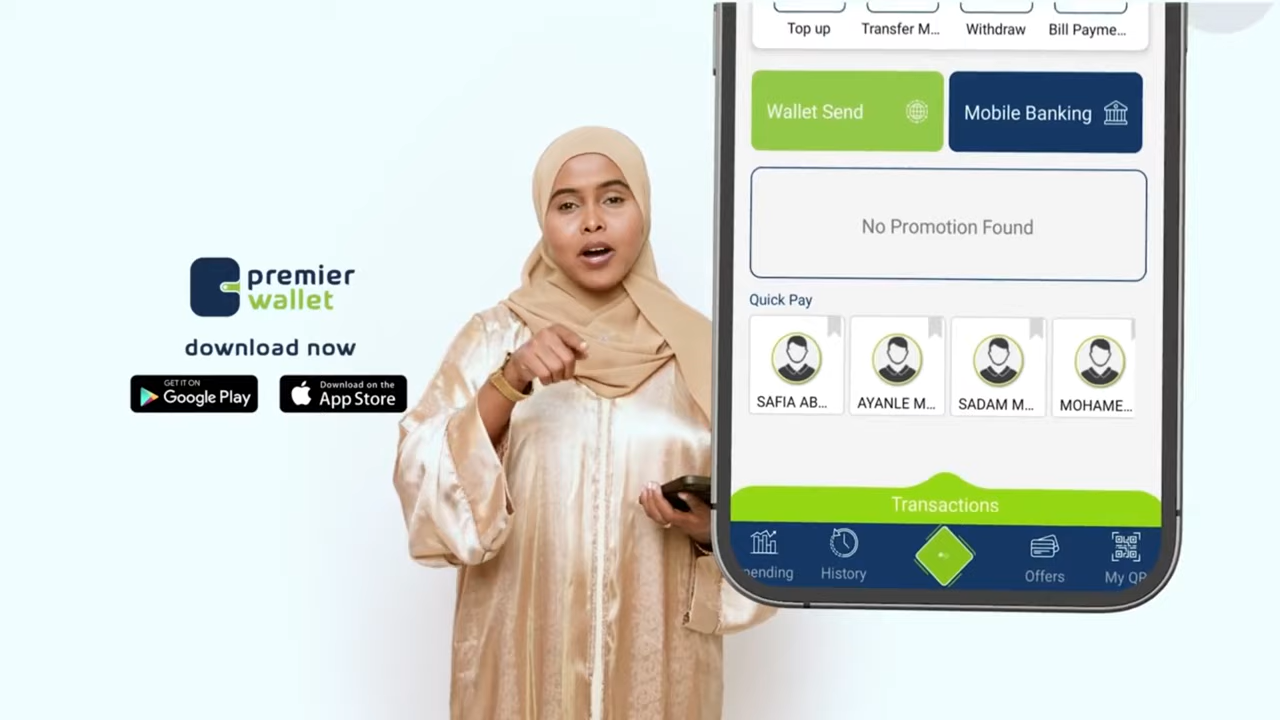 premier
wallet
download now
GET IT ON
Google Play
Download on the
App Store
Top up
Transfer M...
Withdraw
Bill Payme...
Wallet Send
Mobile Banking
No Promotion Found
Quick Pay
SAFIA AB...
AYANLE M...
SADAM M...
MOHAME...
Transactions
pending
History
Offers
My QR